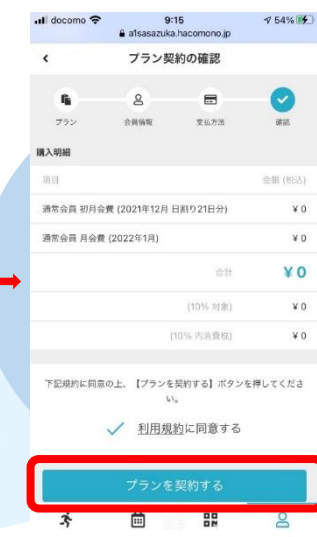 docomo 9:15 54%
a1sasazuka.hacomono.jp
プラン契約の確認
プラン 会員情報 支払方法 確認
購入明細
項目 金額 (税込)
通常会員 初月会費 (2021年12月 日割り21日分) ¥ 0
通常会員 月会費 (2022年1月) ¥ 0
合計 ¥ 0
(10% 対象) ¥ 0
(10% 内消費税) ¥ 0
下記規約に同意の上、【プランを契約する】ボタンを押してくださ
い。
利用規約に同意する
プランを契約する